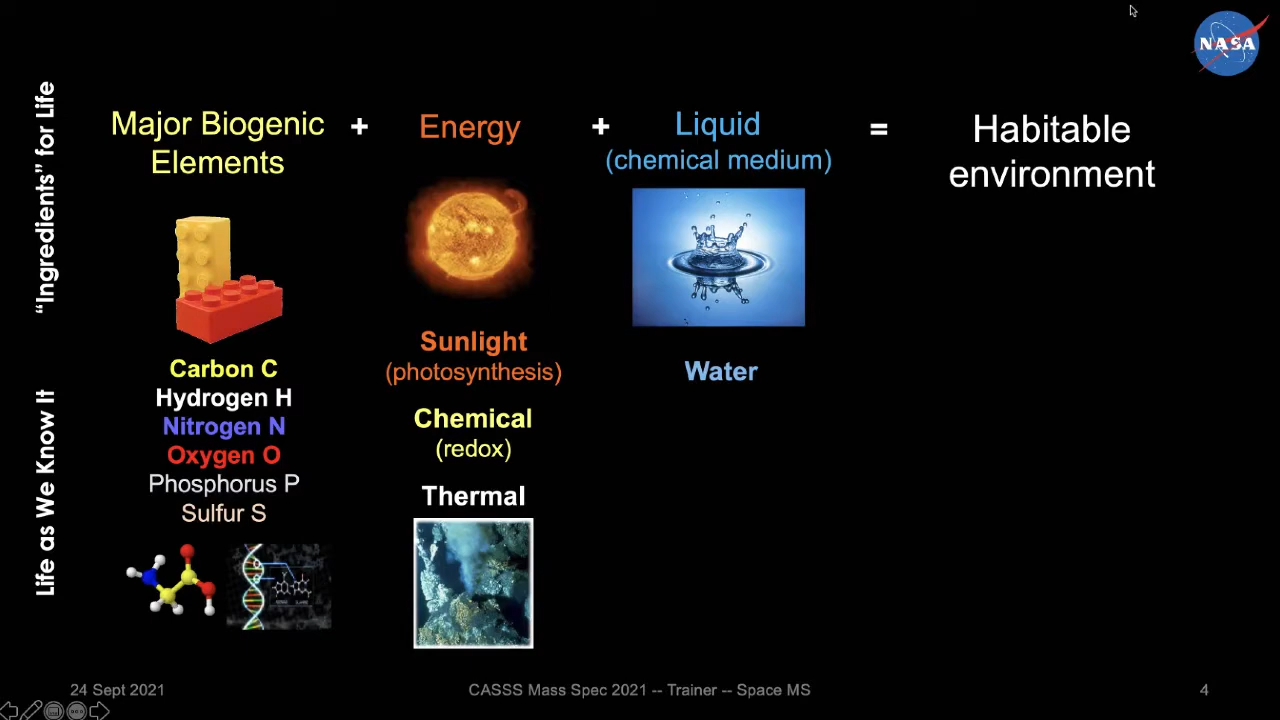 NASA
"Ingredients" for Life
Major Biogenic
Elements
+
Energy
+
Liquid
(chemical medium)
=
Habitable
environment
Life as We Know It
Carbon C
Hydrogen H
Nitrogen N
Oxygen O
Phosphorus P
Sulfur S
Sunlight
(photosynthesis)
Chemical
(redox)
Thermal
Water
24 Sept 2021
CASSS Mass Spec 2021 -- Trainer -- Space MS
4